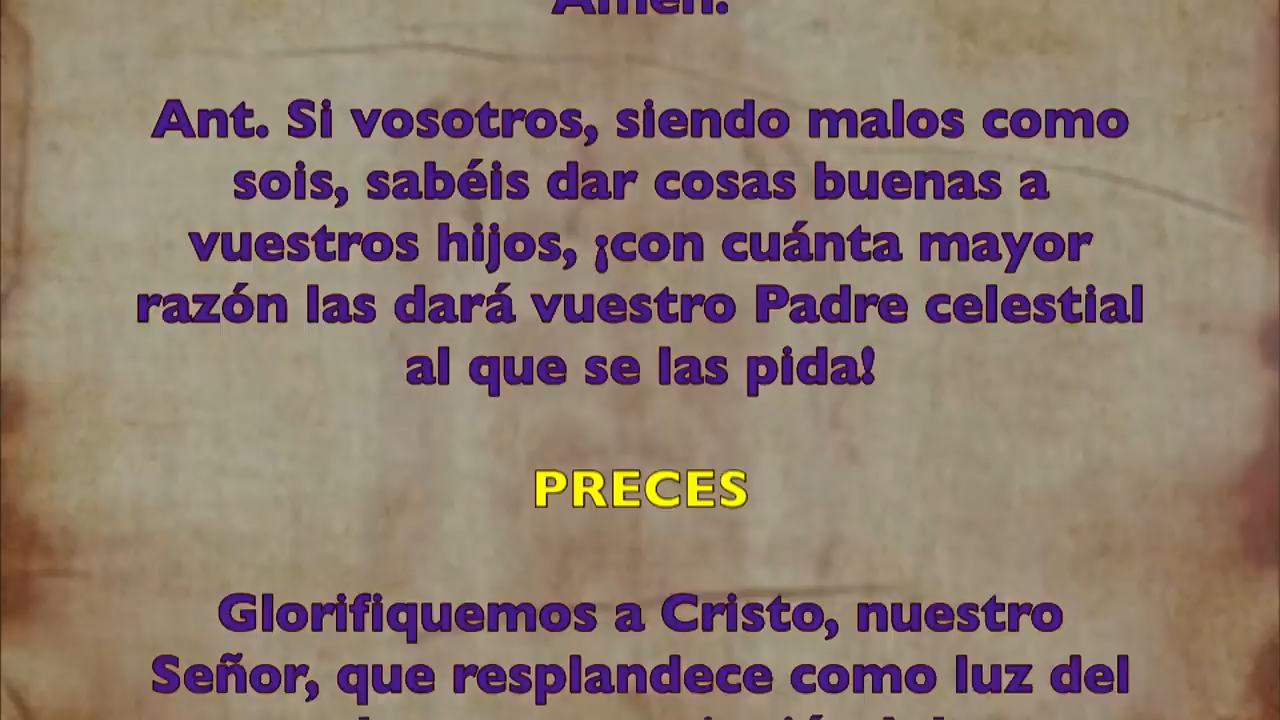 Amén.
Ant. Si vosotros, siendo malos como
sois, sabéis dar cosas buenas a
vuestros hijos, ¡con cuánta mayor
razón las dará vuestro Padre celestial
al que se las pida!
PRECES
Glorifiquemos a Cristo, nuestro
Señor, que resplandece como luz del